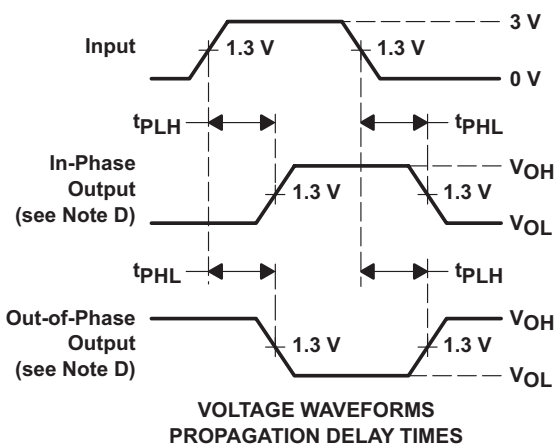 3 V
Input
1.3 V
1.3 V
0 V
tPLH
tPHL
In-Phase
Output
(see Note D)
VOH
1.3 V
1.3 V
VOL
tPHL
tPLH
Out-of-Phase
Output
(see Note D)
VOH
1.3 V
1.3 V
VOL
VOLTAGE WAVEFORMS
PROPAGATION DELAY TIMES